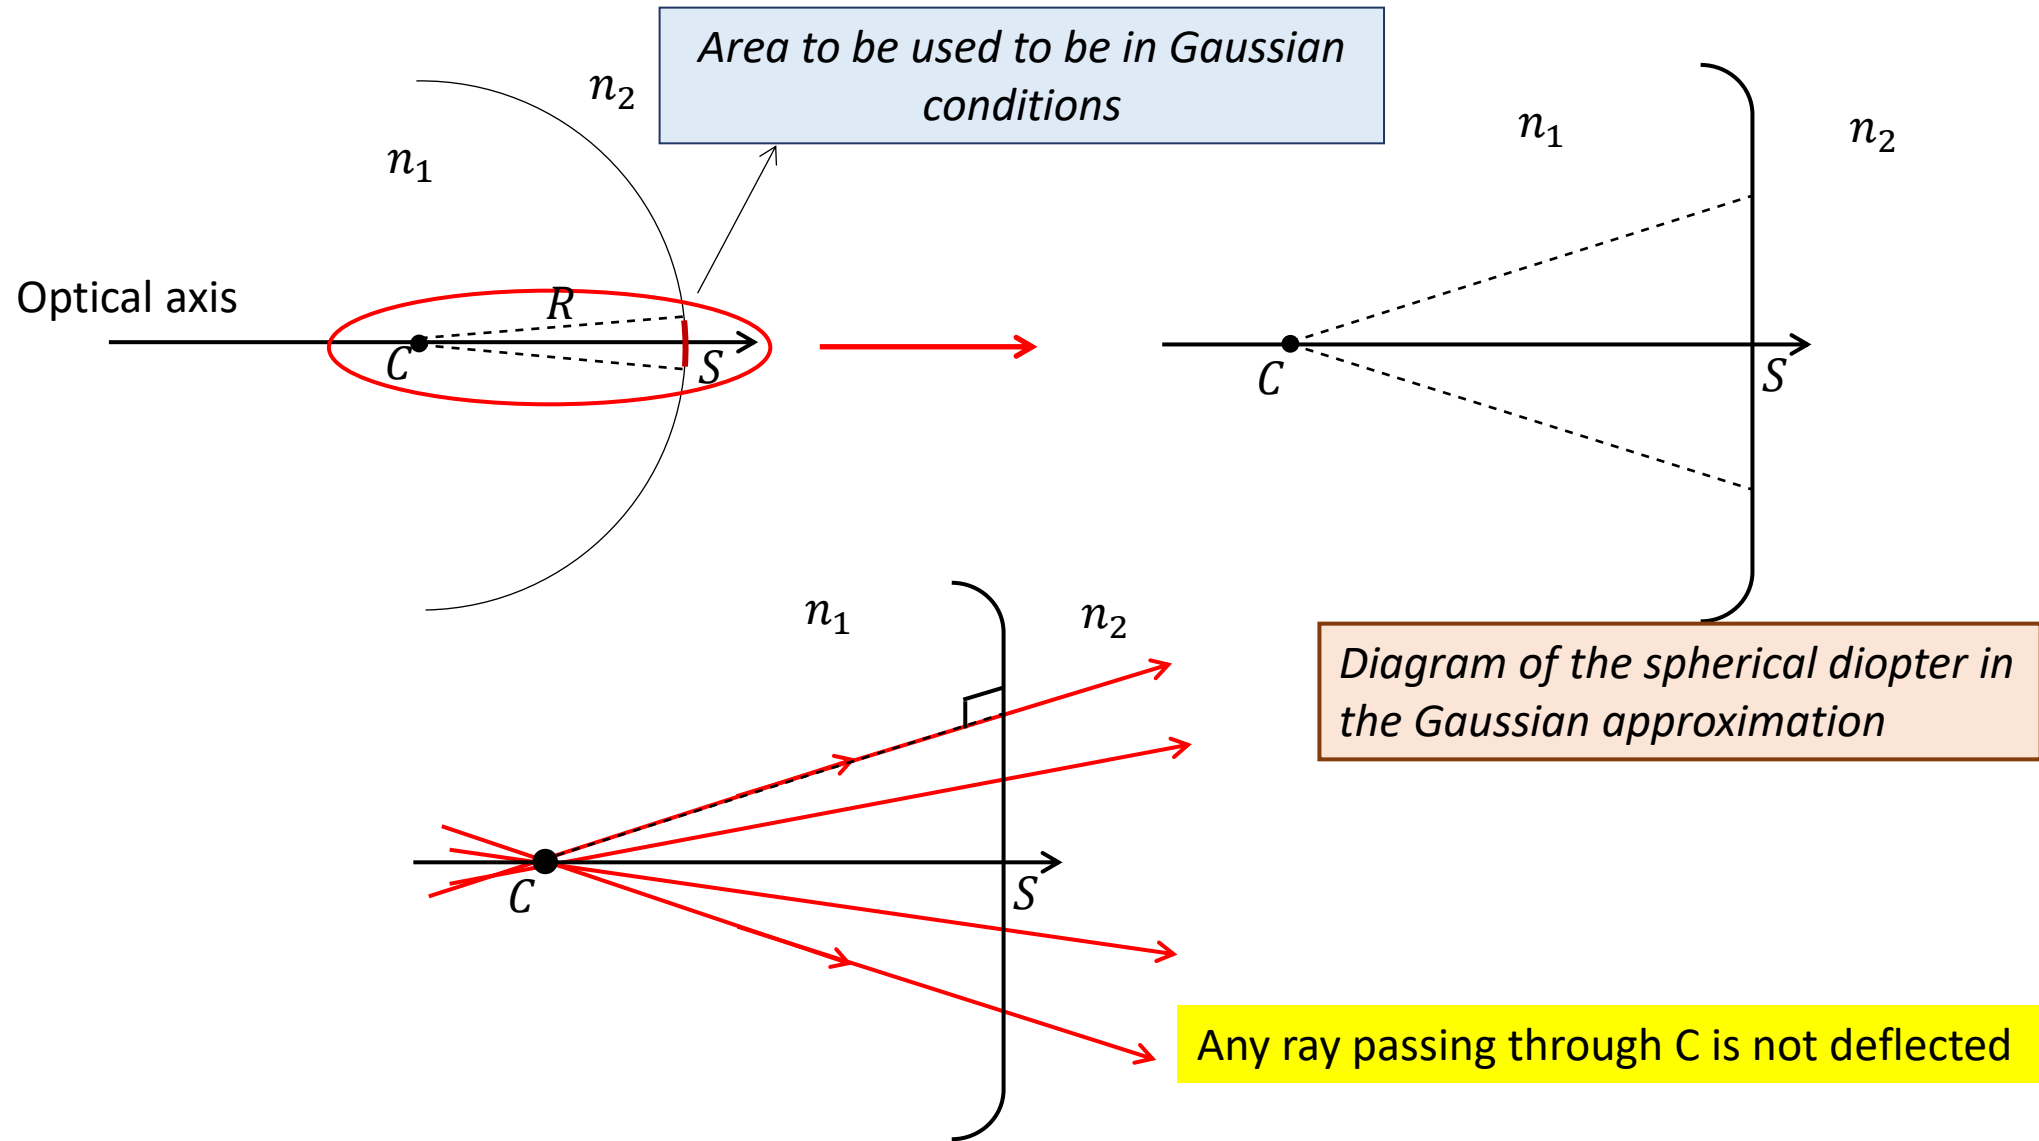 Area to be used to be in Gaussian
conditions
n₂
n₁
Optical axis
R
C
S
n₁
n₂
C
S
n₁
n₂
Diagram of the spherical diopter in
the Gaussian approximation
C
S
Any ray passing through C is not deflected